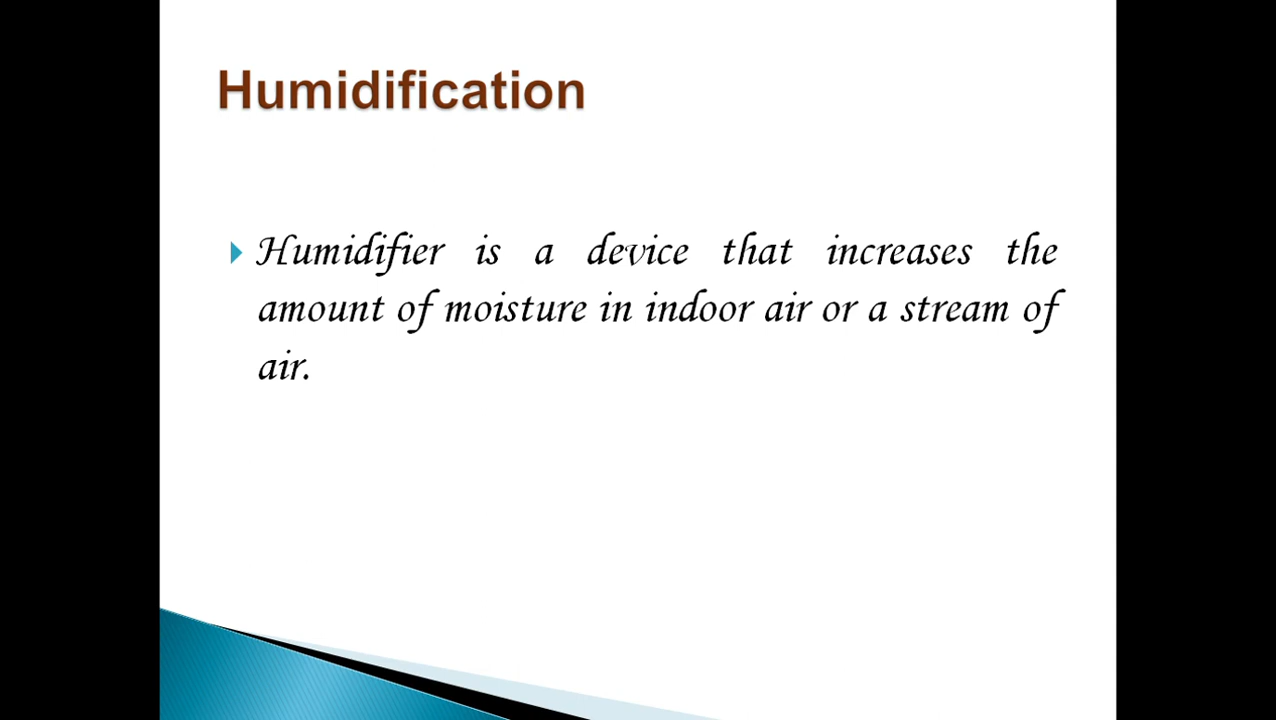 Humidification
Humidifier is a device that increases the
amount of moisture in indoor air or a stream of
air.